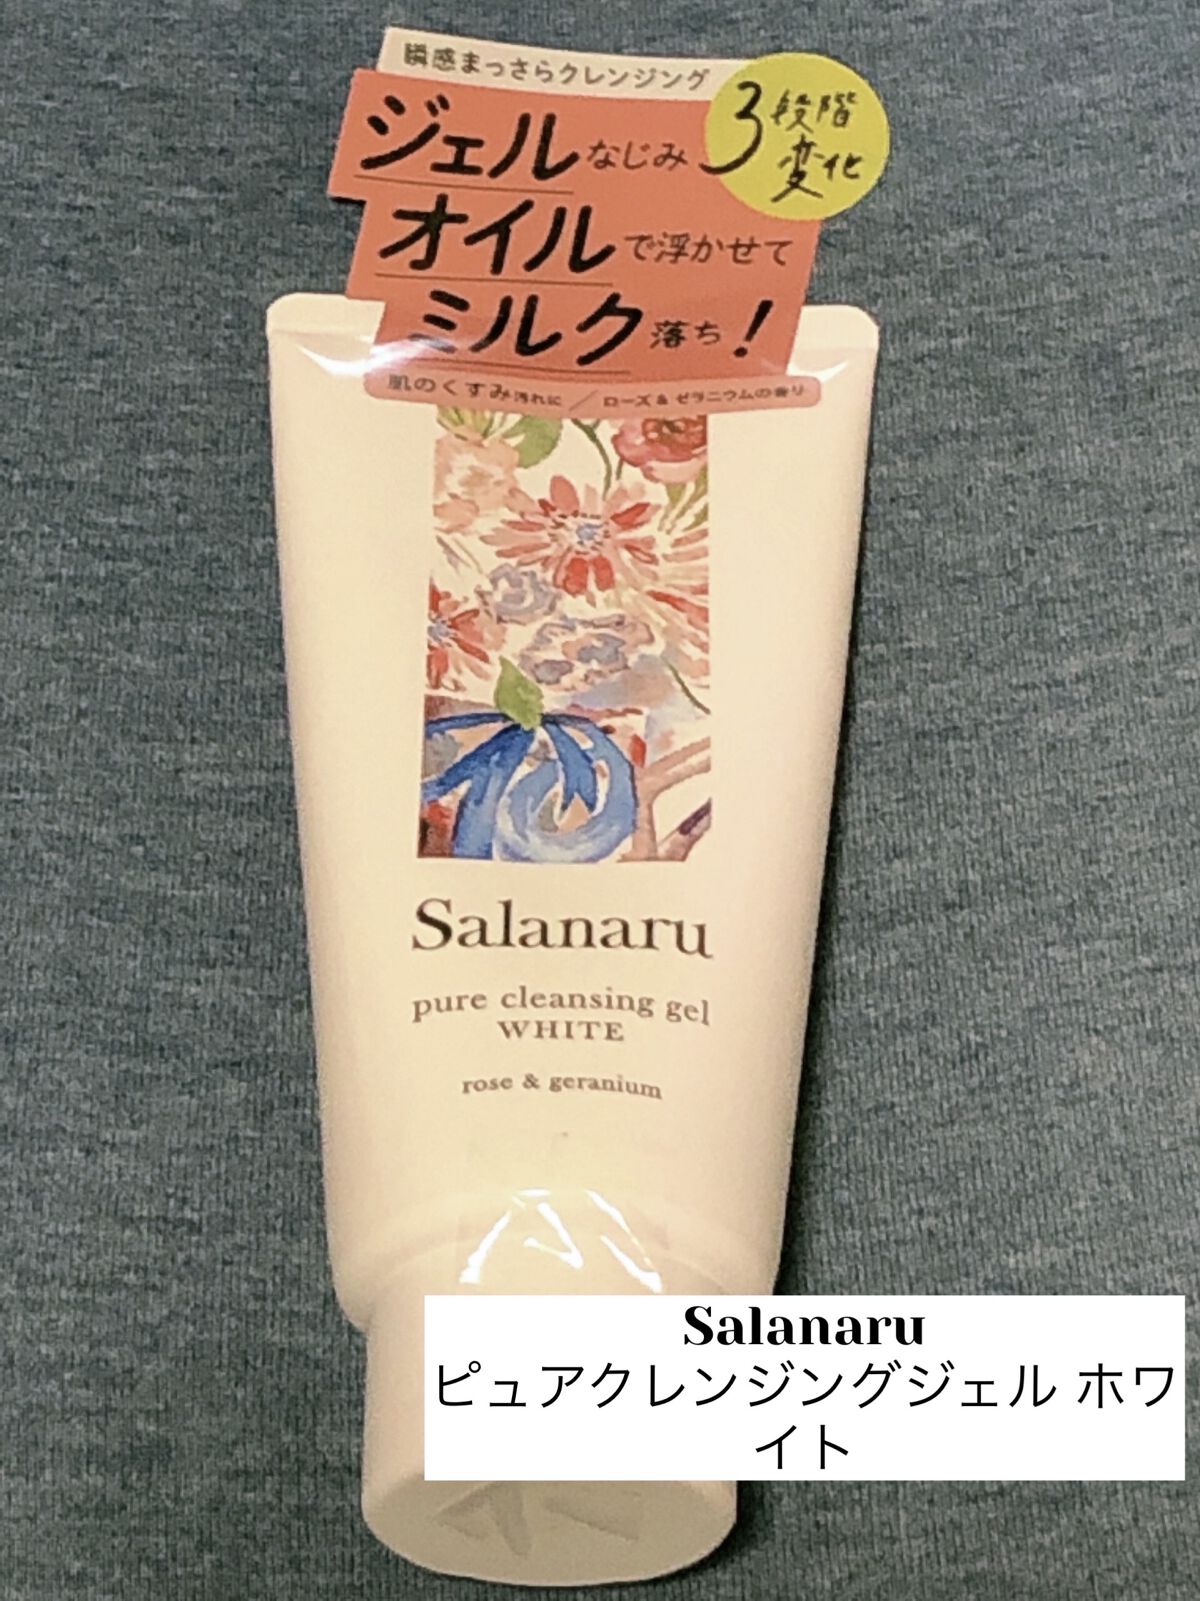 瞬感まっさらクレンジング
3段階
変化
ジェルなじみ
オイルで浮かせて
ミルク落ち!
肌のくすみ汚れに／ローズ&ゼラニウムの香り
Salanaru
pure cleansing gel
WHITE
rose & geranium
Salanaru
ピュアクレンジングジェル ホワ
イト